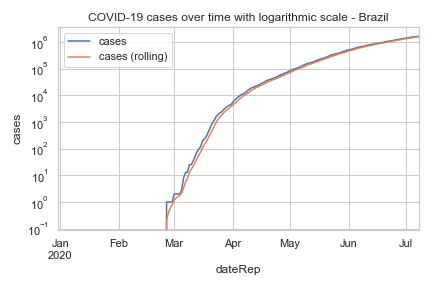 COVID-19 cases over time with logarithmic scale - Brazil
cases
cases (rolling)
10⁶
10⁵
10⁴
10³
10²
10¹
10⁰
10⁻¹
cases
Jan Feb Mar Apr May Jun Jul
2020
dateRep